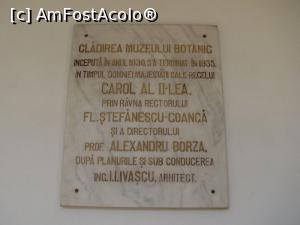 [c] AmFostAcolo®
CLĂDIREA MUZEULUI BOTANIC
ÎNCEPUTĂ ÎN ANUL 1930, S'A TERMINAT ÎN 1935.
ÎN TIMPUL DOMNIEI MAJESTĂŢII SALE REGELUI
CAROL AL II-LEA.
PRIN RÂVNA RECTORULUI
FL. ŞTEFĂNESCU-GOANGĂ
ŞI A DIRECTORULUI
PROF. ALEXANDRU BORZA.
DUPĂ PLANURILE ŞI SUB CONDUCEREA
ING. I.I. IVAŞCU, ARHITECT.